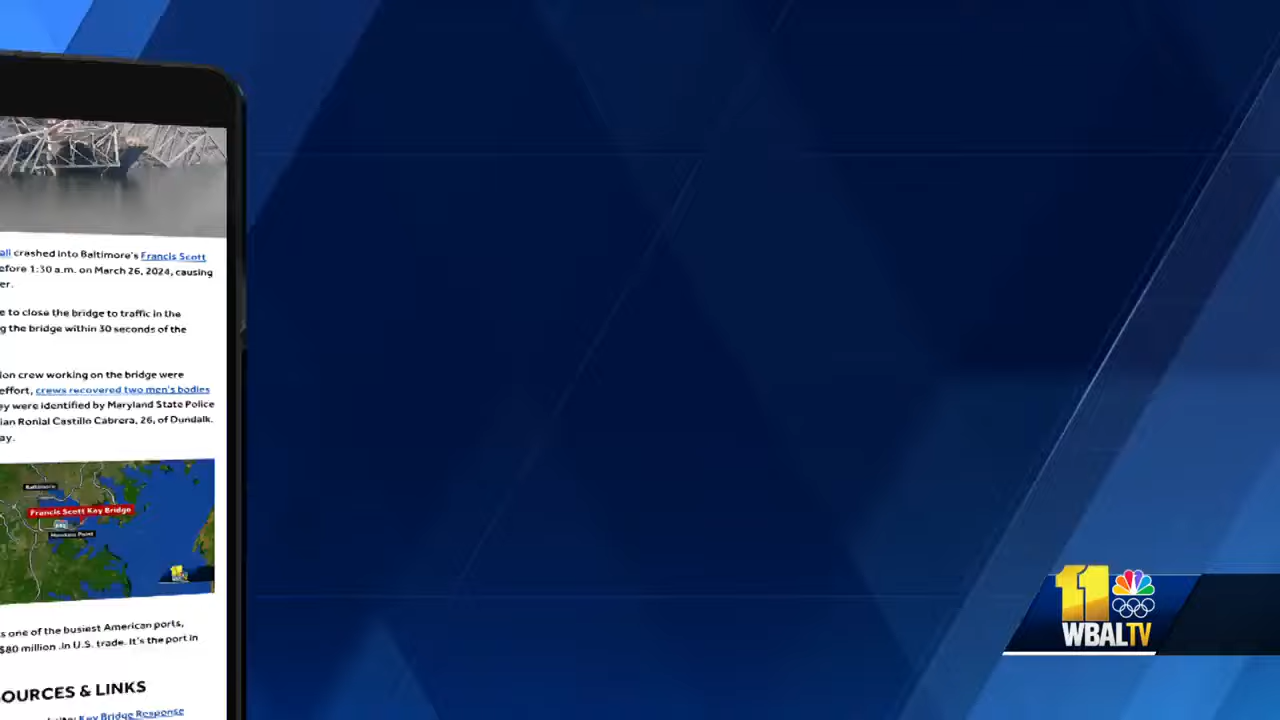 all crashed into Baltimore's Francis Scott
efore 1:30 a.m. on March 26, 2024, causing
er.
e to close the bridge to traffic in the
g the bridge within 30 seconds of the
ion crew working on the bridge were
effort, crews recovered two men's bodies
ey were identified by Maryland State Police
ian Ronial Castillo Cabrera, 26, of Dundalk.
ay.
Baltimore
Francis Scott Key Bridge
Hawkins Point
s one of the busiest American ports,
$80 million .in U.S. trade. It's the port in
OURCES & LINKS
Key Bridge Response
11
WBALTV